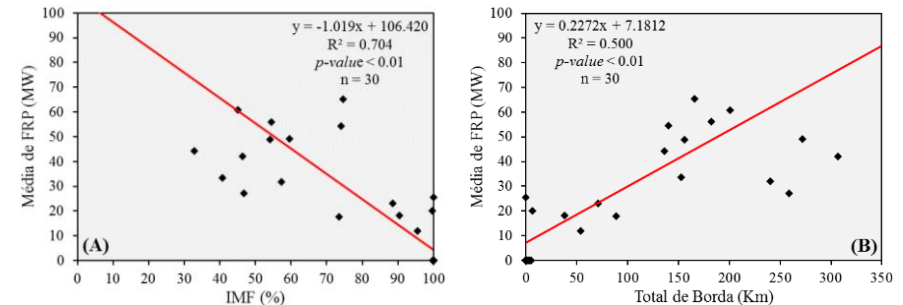 y = -1.019x + 106.420
R² = 0.704
p-value < 0.01
n = 30
Média de FRP (MW)
100
90
80
70
60
50
40
30
20
10
0
(A)
0 10 20 30 40 50 60 70 80 90 100
IMF (%)
y = 0.2272x + 7.1812
R² = 0.500
p-value < 0.01
n = 30
Média de FRP (MW)
100
90
80
70
60
50
40
30
20
10
0
(B)
0 50 100 150 200 250 300 350
Total de Borda (Km)